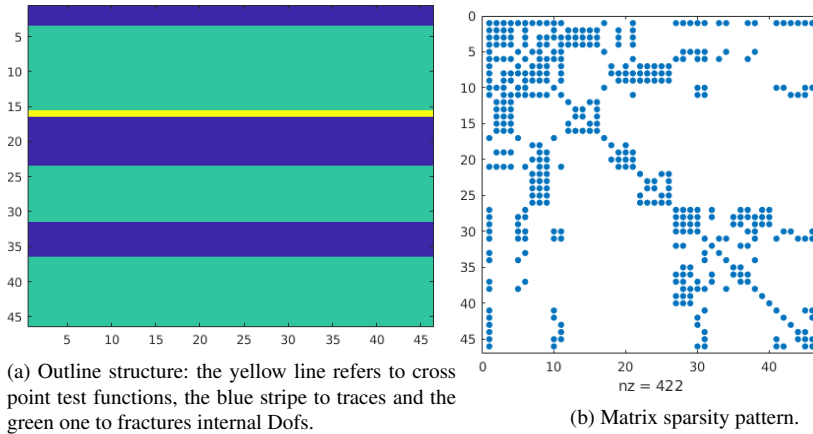 5
10
15
20
25
30
35
40
45
5 10 15 20 25 30 35 40 45
(a) Outline structure: the yellow line refers to cross
point test functions, the blue stripe to traces and the
green one to fractures internal Dofs.
0
5
10
15
20
25
30
35
40
45
0 10 20 30 40
nz = 422
(b) Matrix sparsity pattern.